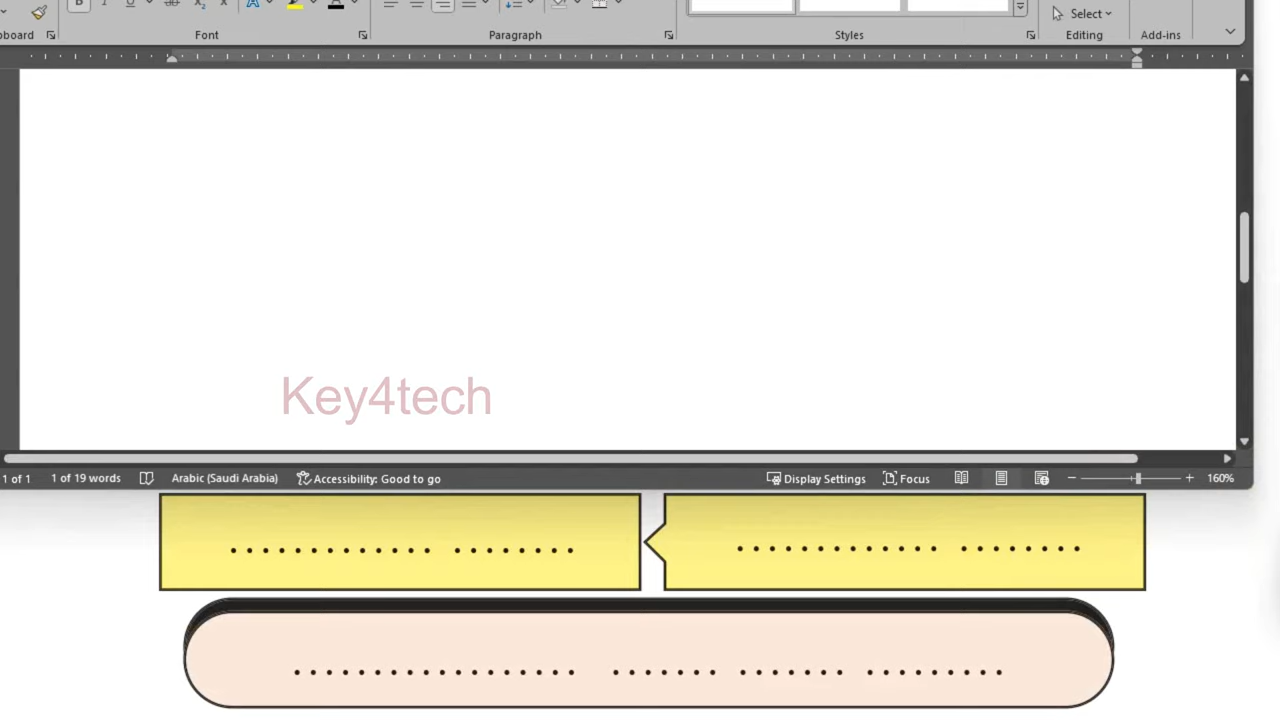 Select
pboard Font Paragraph Styles Editing Add-ins
Key4tech
1 of 1 1 of 19 words Arabic (Saudi Arabia) Accessibility: Good to go Display Settings Focus 160%
............. ........ ............. ........
.................. ....... ....... .........